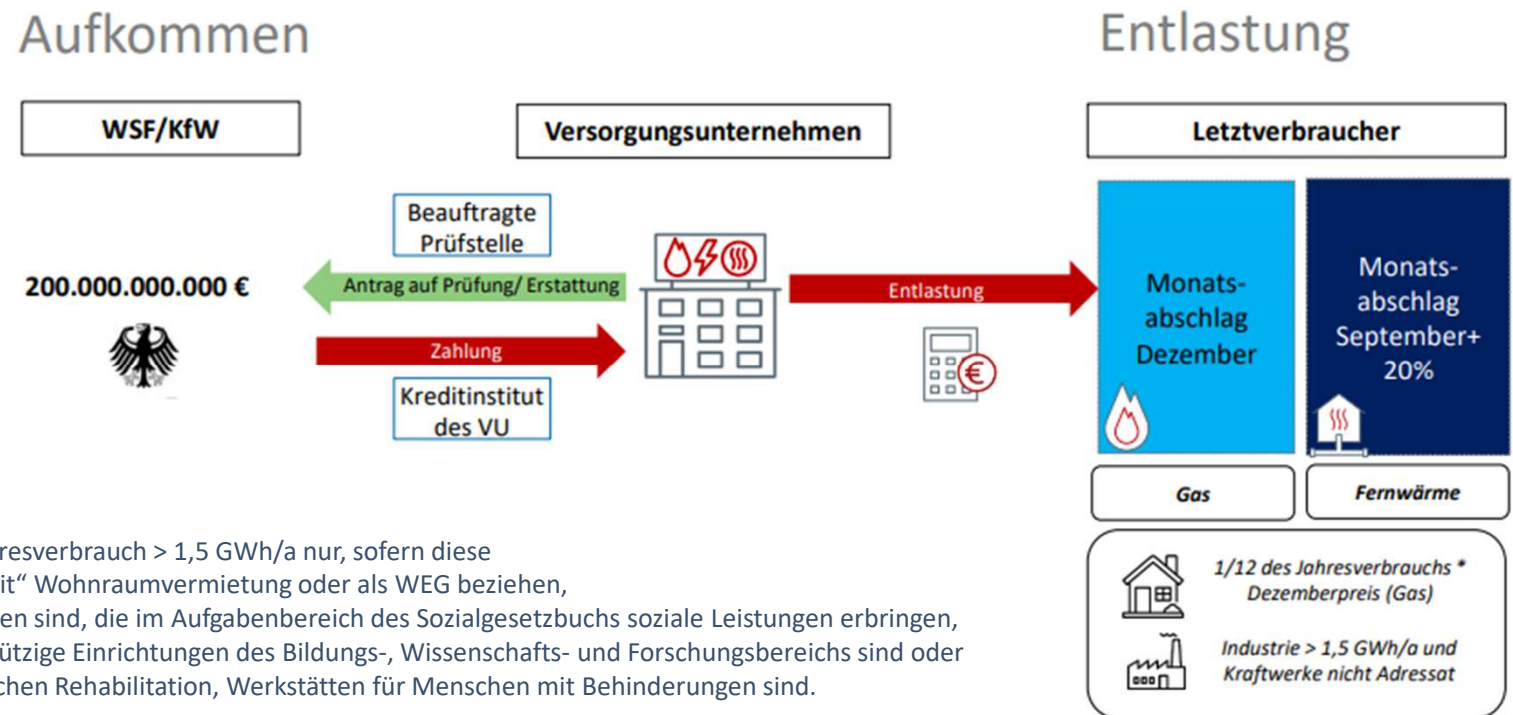 Aufkommen
Entlastung
WSF/KfW
Versorgungsunternehmen
Letztverbraucher
Beauftragte
Prüfstelle
200.000.000.000 €
Antrag auf Prüfung/ Erstattung
Zahlung
Kreditinstitut
des VU
Entlastung
€
Monats-
abschlag
Dezember
Monats-
abschlag
September+
20%
Gas
Fernwärme
resverbrauch > 1,5 GWh/a nur, sofern diese
it“ Wohnraumvermietung oder als WEG beziehen,
en sind, die im Aufgabenbereich des Sozialgesetzbuchs soziale Leistungen erbringen,
ützige Einrichtungen des Bildungs-, Wissenschafts- und Forschungsbereichs sind oder
chen Rehabilitation, Werkstätten für Menschen mit Behinderungen sind.
1/12 des Jahresverbrauchs *
Dezemberpreis (Gas)
Industrie > 1,5 GWh/a und
Kraftwerke nicht Adressat